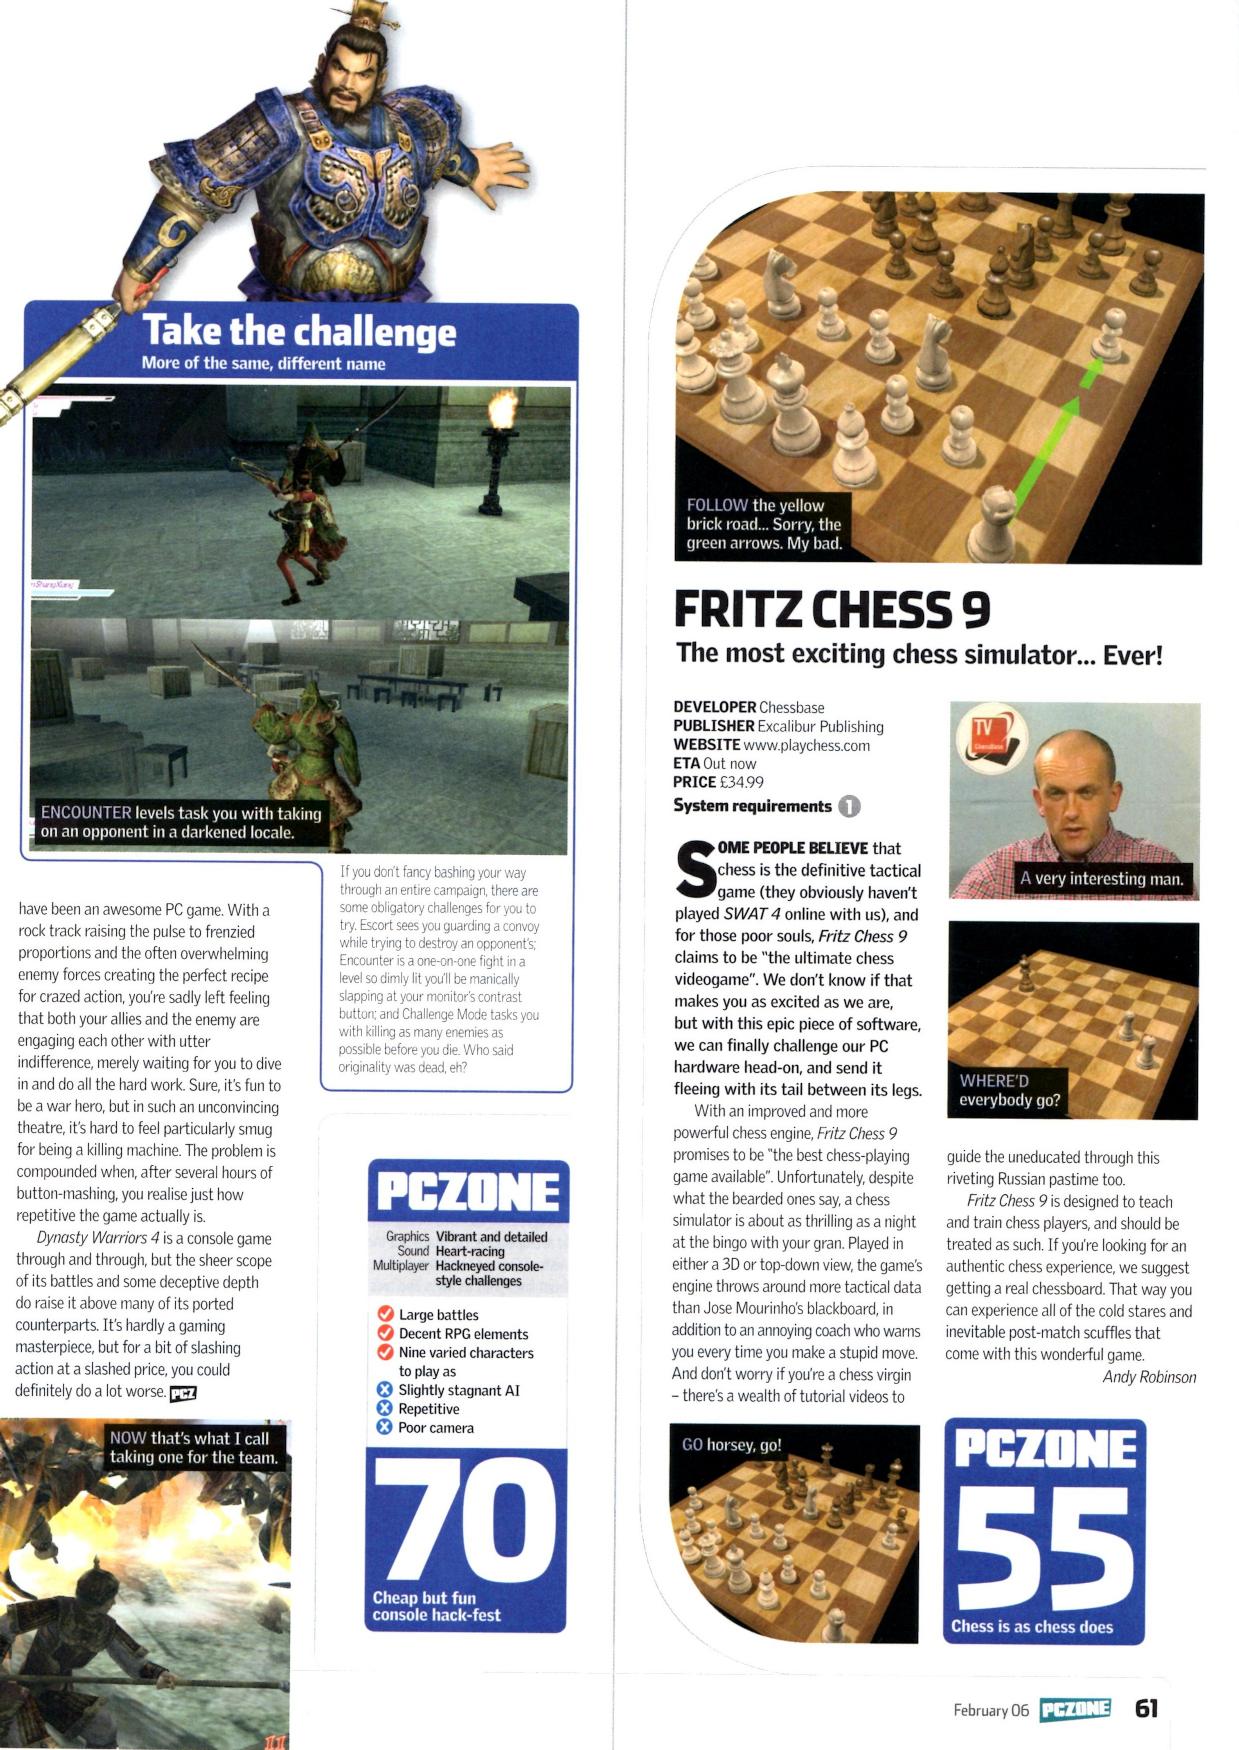 Take the challenge
More of the same, different name
nShangXiang
ENCOUNTER levels task you with taking
on an opponent in a darkened locale.
have been an awesome PC game. With a
rock track raising the pulse to frenzied
proportions and the often overwhelming
enemy forces creating the perfect recipe
for crazed action, you're sadly left feeling
that both your allies and the enemy are
engaging each other with utter
indifference, merely waiting for you to dive
in and do all the hard work. Sure, it's fun to
be a war hero, but in such an unconvincing
theatre, it's hard to feel particularly smug
for being a killing machine. The problem is
compounded when, after several hours of
button-mashing, you realise just how
repetitive the game actually is.
Dynasty Warriors 4 is a console game
through and through, but the sheer scope
of its battles and some deceptive depth
do raise it above many of its ported
counterparts. It's hardly a gaming
masterpiece, but for a bit of slashing
action at a slashed price, you could
definitely do a lot worse. PCZ
NOW that's what I call
taking one for the team.
11
If you don't fancy bashing your way
through an entire campaign, there are
some obligatory challenges for you to
try. Escort sees you guarding a convoy
while trying to destroy an opponent's;
Encounter is a one-on-one fight in a
level so dimly lit you'll be manically
slapping at your monitor's contrast
button; and Challenge Mode tasks you
with killing as many enemies as
possible before you die. Who said
originality was dead, eh?
PCZONE
Graphics Vibrant and detailed
Sound Heart-racing
Multiplayer Hackneyed console-
style challenges
Large battles
Decent RPG elements
Nine varied characters
to play as
Slightly stagnant AI
Repetitive
Poor camera
70
Cheap but fun
console hack-fest
FOLLOW the yellow
brick road... Sorry, the
green arrows. My bad.
FRITZ CHESS 9
The most exciting chess simulator... Ever!
DEVELOPER Chessbase
PUBLISHER Excalibur Publishing
WEBSITE www.playchess.com
ETA Out now
PRICE £34.99
System requirements 1
SOME PEOPLE BELIEVE that
chess is the definitive tactical
game (they obviously haven't
played SWAT 4 online with us), and
for those poor souls, Fritz Chess 9
claims to be "the ultimate chess
videogame". We don't know if that
makes you as excited as we are,
but with this epic piece of software,
we can finally challenge our PC
hardware head-on, and send it
fleeing with its tail between its legs.
With an improved and more
powerful chess engine, Fritz Chess 9
promises to be "the best chess-playing
game available". Unfortunately, despite
what the bearded ones say, a chess
simulator is about as thrilling as a night
at the bingo with your gran. Played in
either a 3D or top-down view, the game's
engine throws around more tactical data
than Jose Mourinho's blackboard, in
addition to an annoying coach who warns
you every time you make a stupid move.
And don't worry if you're a chess virgin
– there's a wealth of tutorial videos to
TV
ChessBase
A very interesting man.
WHERE'D
everybody go?
guide the uneducated through this
riveting Russian pastime too.
Fritz Chess 9 is designed to teach
and train chess players, and should be
treated as such. If you're looking for an
authentic chess experience, we suggest
getting a real chessboard. That way you
can experience all of the cold stares and
inevitable post-match scuffles that
come with this wonderful game.
Andy Robinson
GO horsey, go!
PCZONE
55
Chess is as chess does
February 06 PCZONE 61